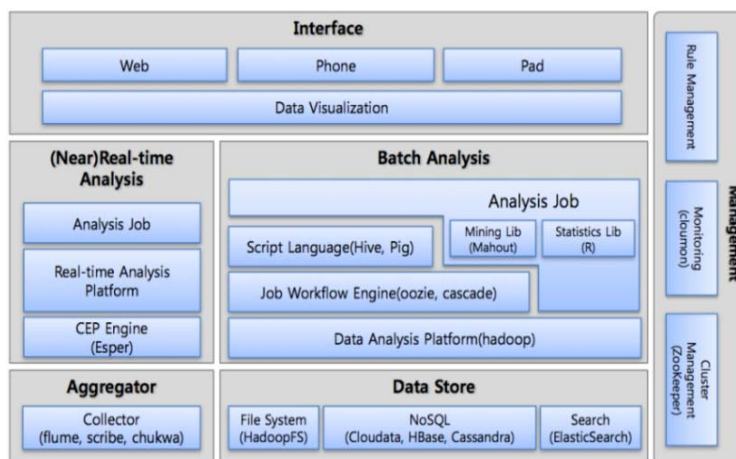 Interface
Web
Phone
Pad
Data Visualization
(Near)Real-time
Analysis
Analysis Job
Real-time Analysis
Platform
CEP Engine
(Esper)
Batch Analysis
Analysis Job
Script Language(Hive, Pig)
Mining Lib
(Mahout)
Statistics Lib
(R)
Job Workflow Engine(oozie, cascade)
Data Analysis Platform(hadoop)
Aggregator
Collector
(flume, scribe, chukwa)
Data Store
File System
(HadoopFS)
NoSQL
(Cloudata, HBase, Cassandra)
Search
(ElasticSearch)
Management
Rule Management
Monitoring
(cloumon)
Cluster
Management
(ZooKeeper)